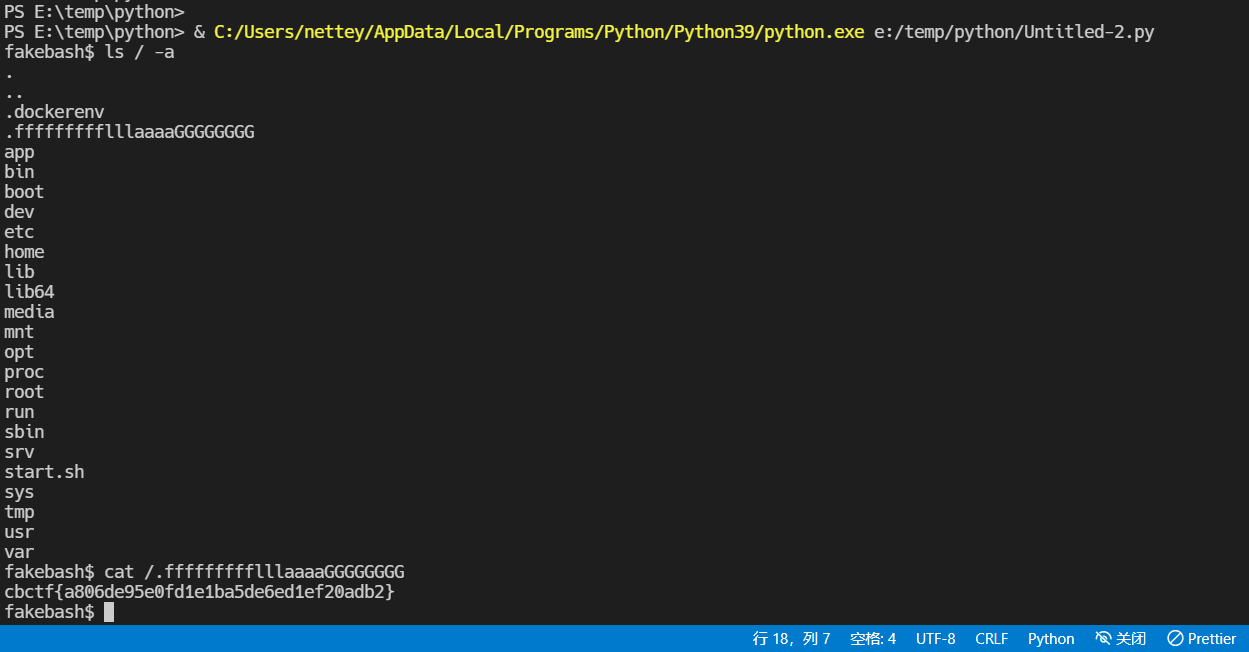 PS E:\temp\python>
PS E:\temp\python> & C:/Users/nettey/AppData/Local/Programs/Python/Python39/python.exe e:/temp/python/Untitled-2.py
fakebash$ ls / -a
.
..
.dockerenv
.fffffffffllлaaaaGGGGGGGG
app
bin
boot
dev
etc
home
lib
lib64
media
mnt
opt
proc
root
run
sbin
srv
start.sh
sys
tmp
usr
var
fakebash$ cat /.ffffffffflllaaaaGGGGGGGG
cbctf{a806de95e0fd1e1ba5de6ed1ef20adb2}
fakebash$
行 18，列 7 空格: 4 UTF-8 CRLF Python 关闭 Prettier